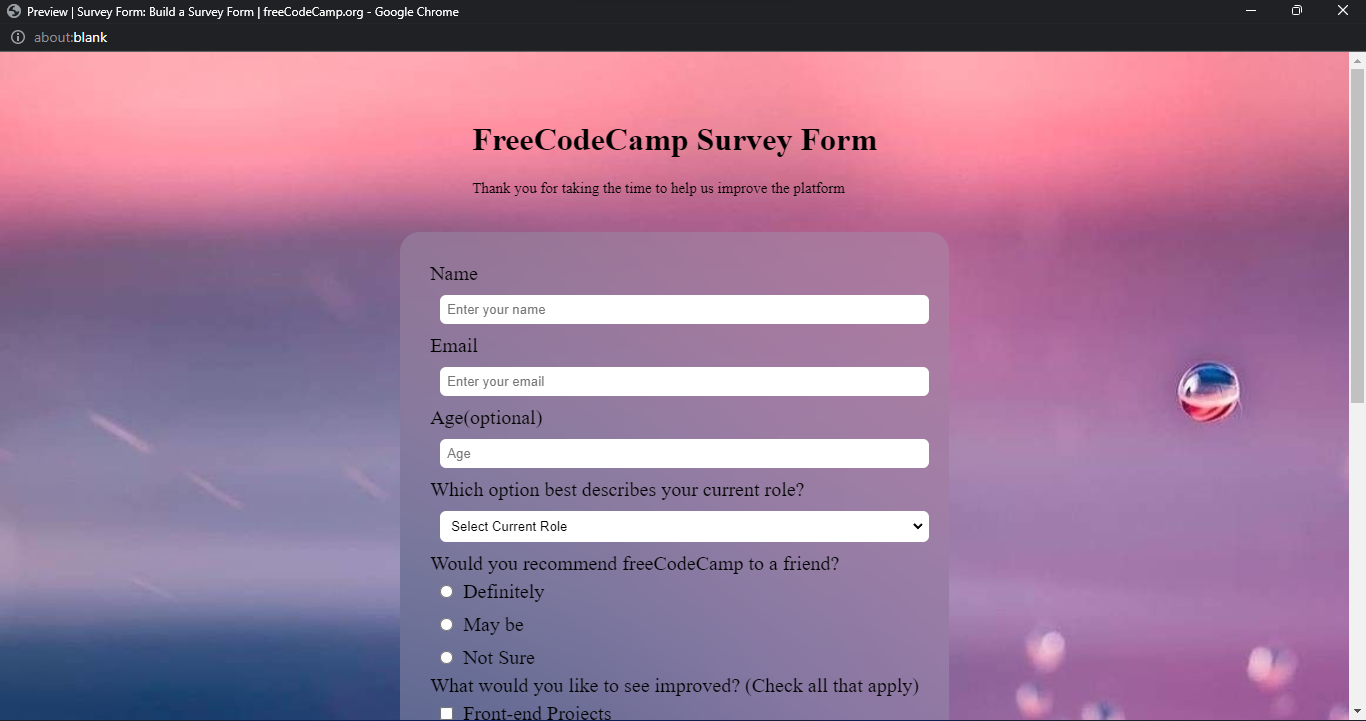 Preview | Survey Form: Build a Survey Form | freeCodeCamp.org - Google Chrome
about:blank
FreeCodeCamp Survey Form
Thank you for taking the time to help us improve the platform
Name
Enter your name
Email
Enter your email
Age(optional)
Age
Which option best describes your current role?
Select Current Role
Would you recommend freeCodeCamp to a friend?
Definitely
May be
Not Sure
What would you like to see improved? (Check all that apply)
Front-end Projects